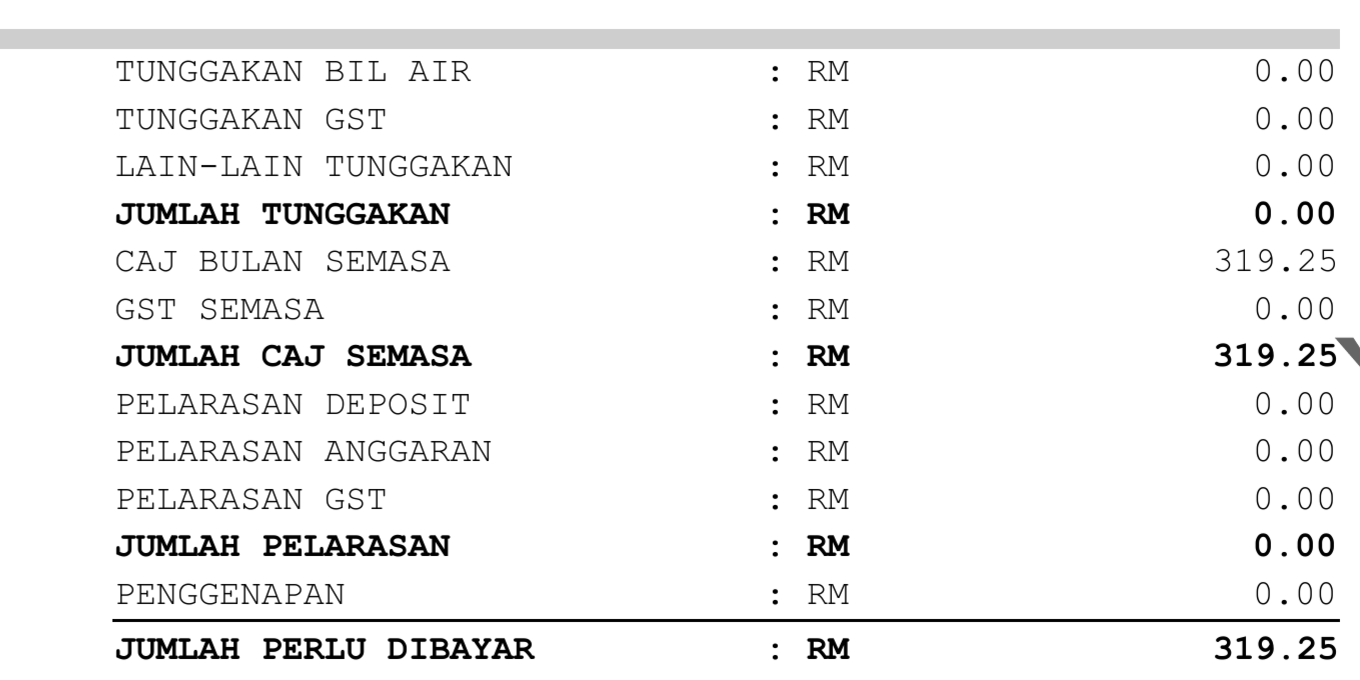 TUNGGAKAN BIL AIR : RM 0.00
TUNGGAKAN GST : RM 0.00
LAIN-LAIN TUNGGAKAN : RM 0.00
JUMLAH TUNGGAKAN : RM 0.00
CAJ BULAN SEMASA : RM 319.25
GST SEMASA : RM 0.00
JUMLAH CAJ SEMASA : RM 319.25
PELARASAN DEPOSIT : RM 0.00
PELARASAN ANGGARAN : RM 0.00
PELARASAN GST : RM 0.00
JUMLAH PELARASAN : RM 0.00
PENGGENAPAN : RM 0.00
JUMLAH PERLU DIBAYAR : RM 319.25